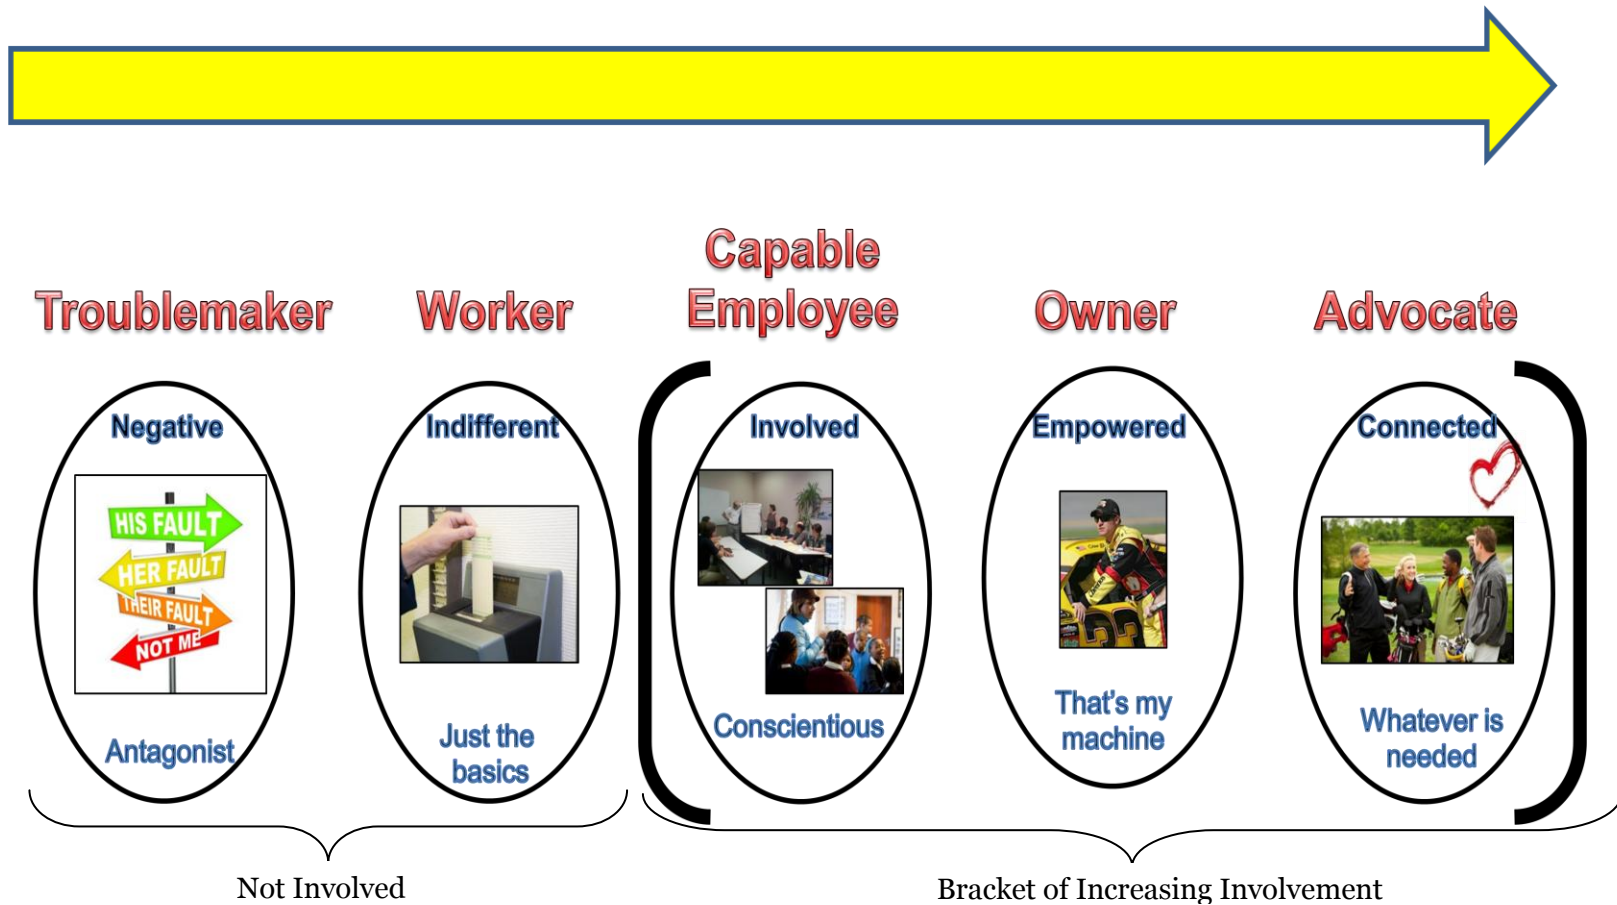 Capable
Troublemaker Worker Employee Owner Advocate
Negative Indifferent Involved Empowered Connected
HIS FAULT
HER FAULT
THEIR FAULT
NOT ME
33
Antagonist
Just the
basics
Conscientious
That's my
machine
Whatever is
needed
Not Involved
Bracket of Increasing Involvement